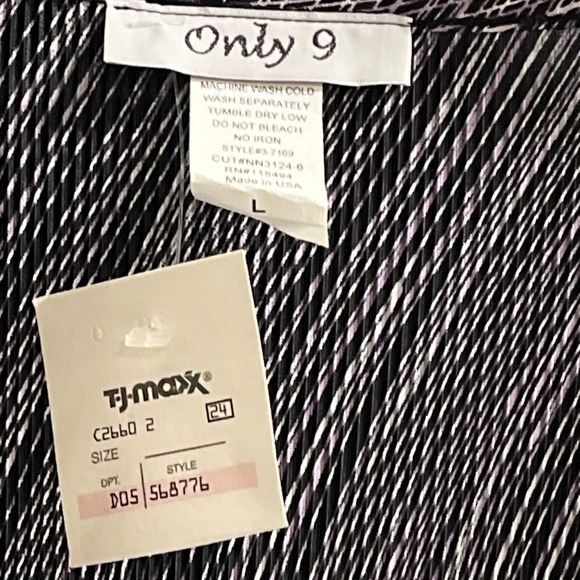 Only 9
MACHINE WASH COLD
WASH SEPARATELY
TUMBLE DRY LOW
DO NOT BLEACH
NO IRON
STYLE#3-7169
CUT#NN3124-6
RN#115494
Made in USA
L
T·J·maxx®
C2660 2
24
SIZE
DPT.
STYLE
D05
568776